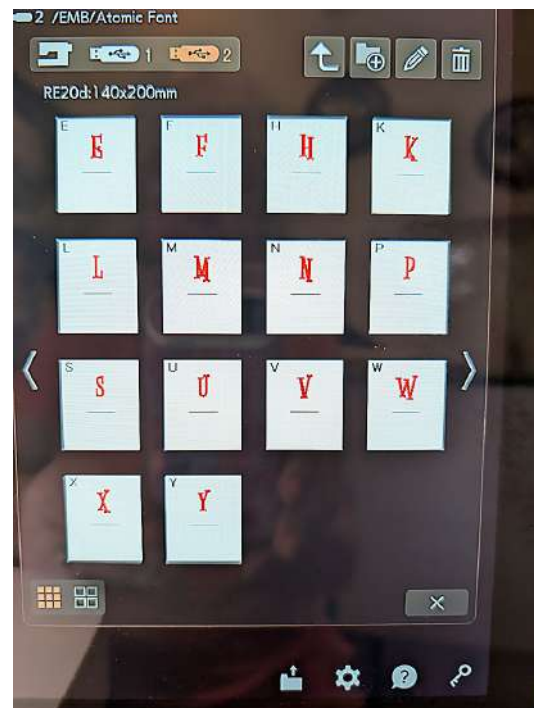 2 /EMB/Atomic Font
1 2
RE20d:140x200mm
E F H K
E F H K
L M N P
L M N P
S U V W
S U V W
X Y
X Y
?